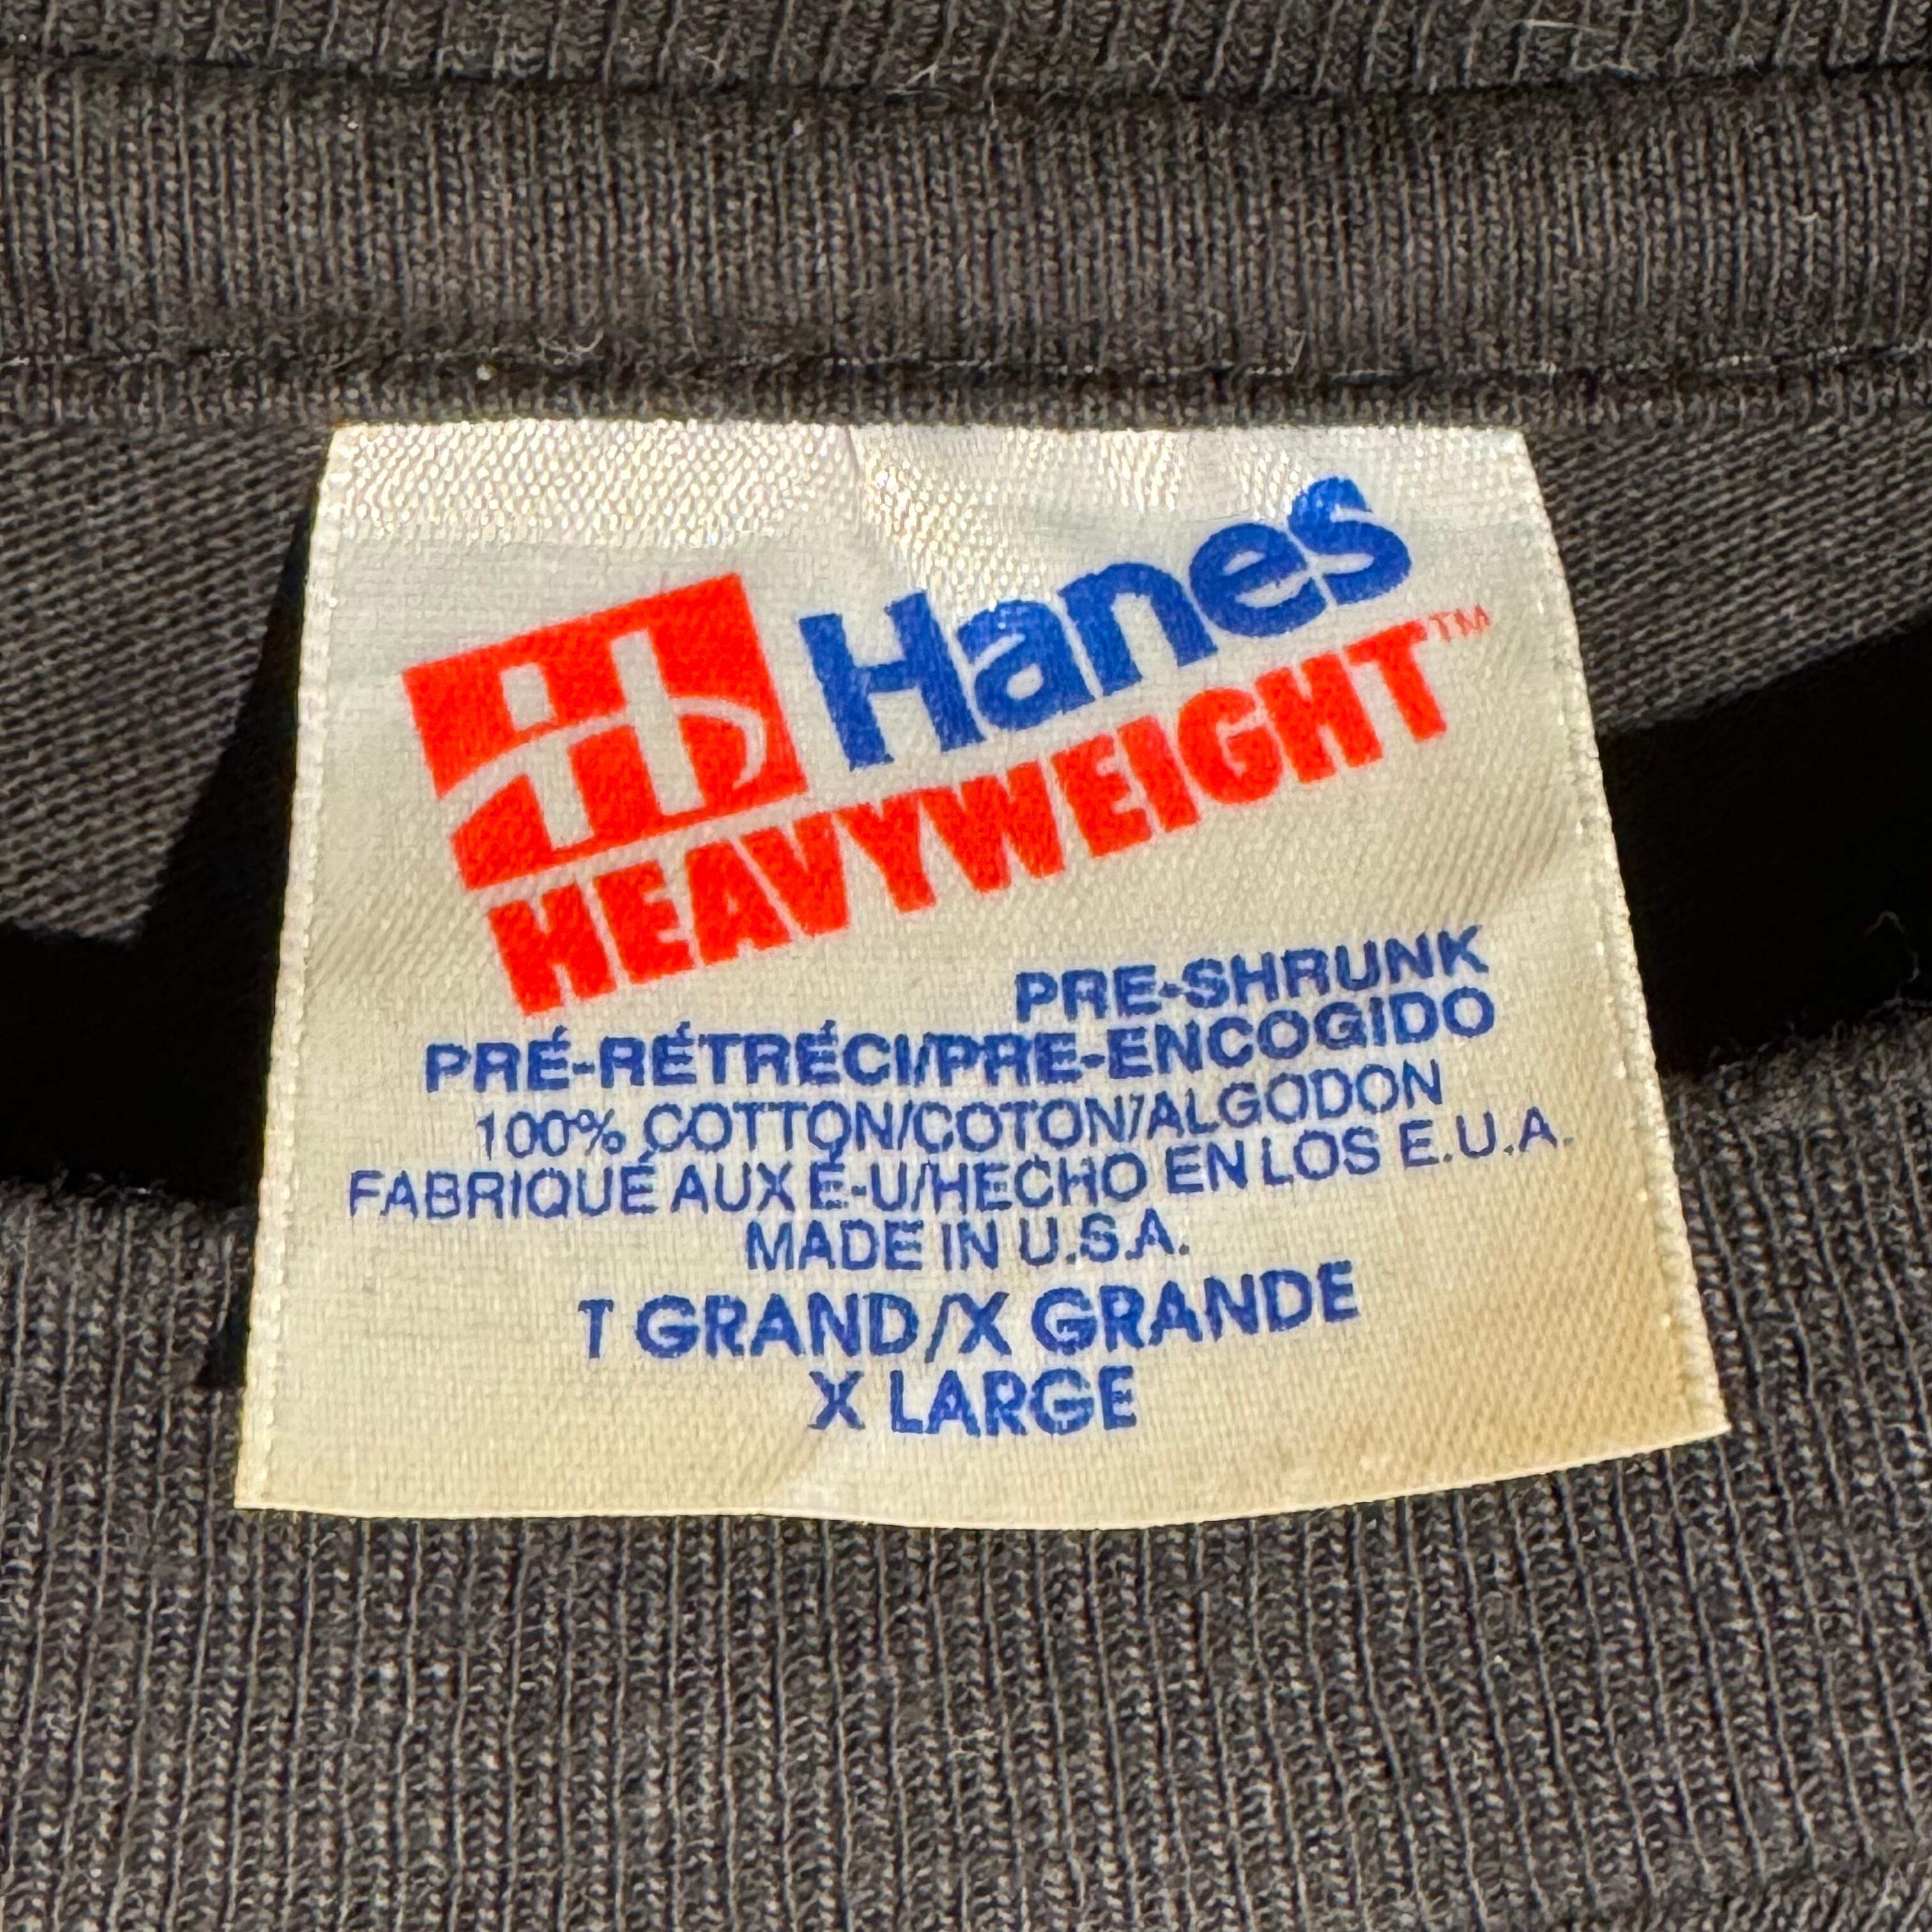 Hanes
HEAVYWEIGHT™
PRE-SHRUNK
PRÉ-RÉTRÉCI/PRE-ENCOGIDO
100% COTTON/COTON/ALGODON
FABRIQUÉ AUX É-U/HECHO EN LOS E.U.A.
MADE IN U.S.A.
T GRAND/X GRANDE
X LARGE